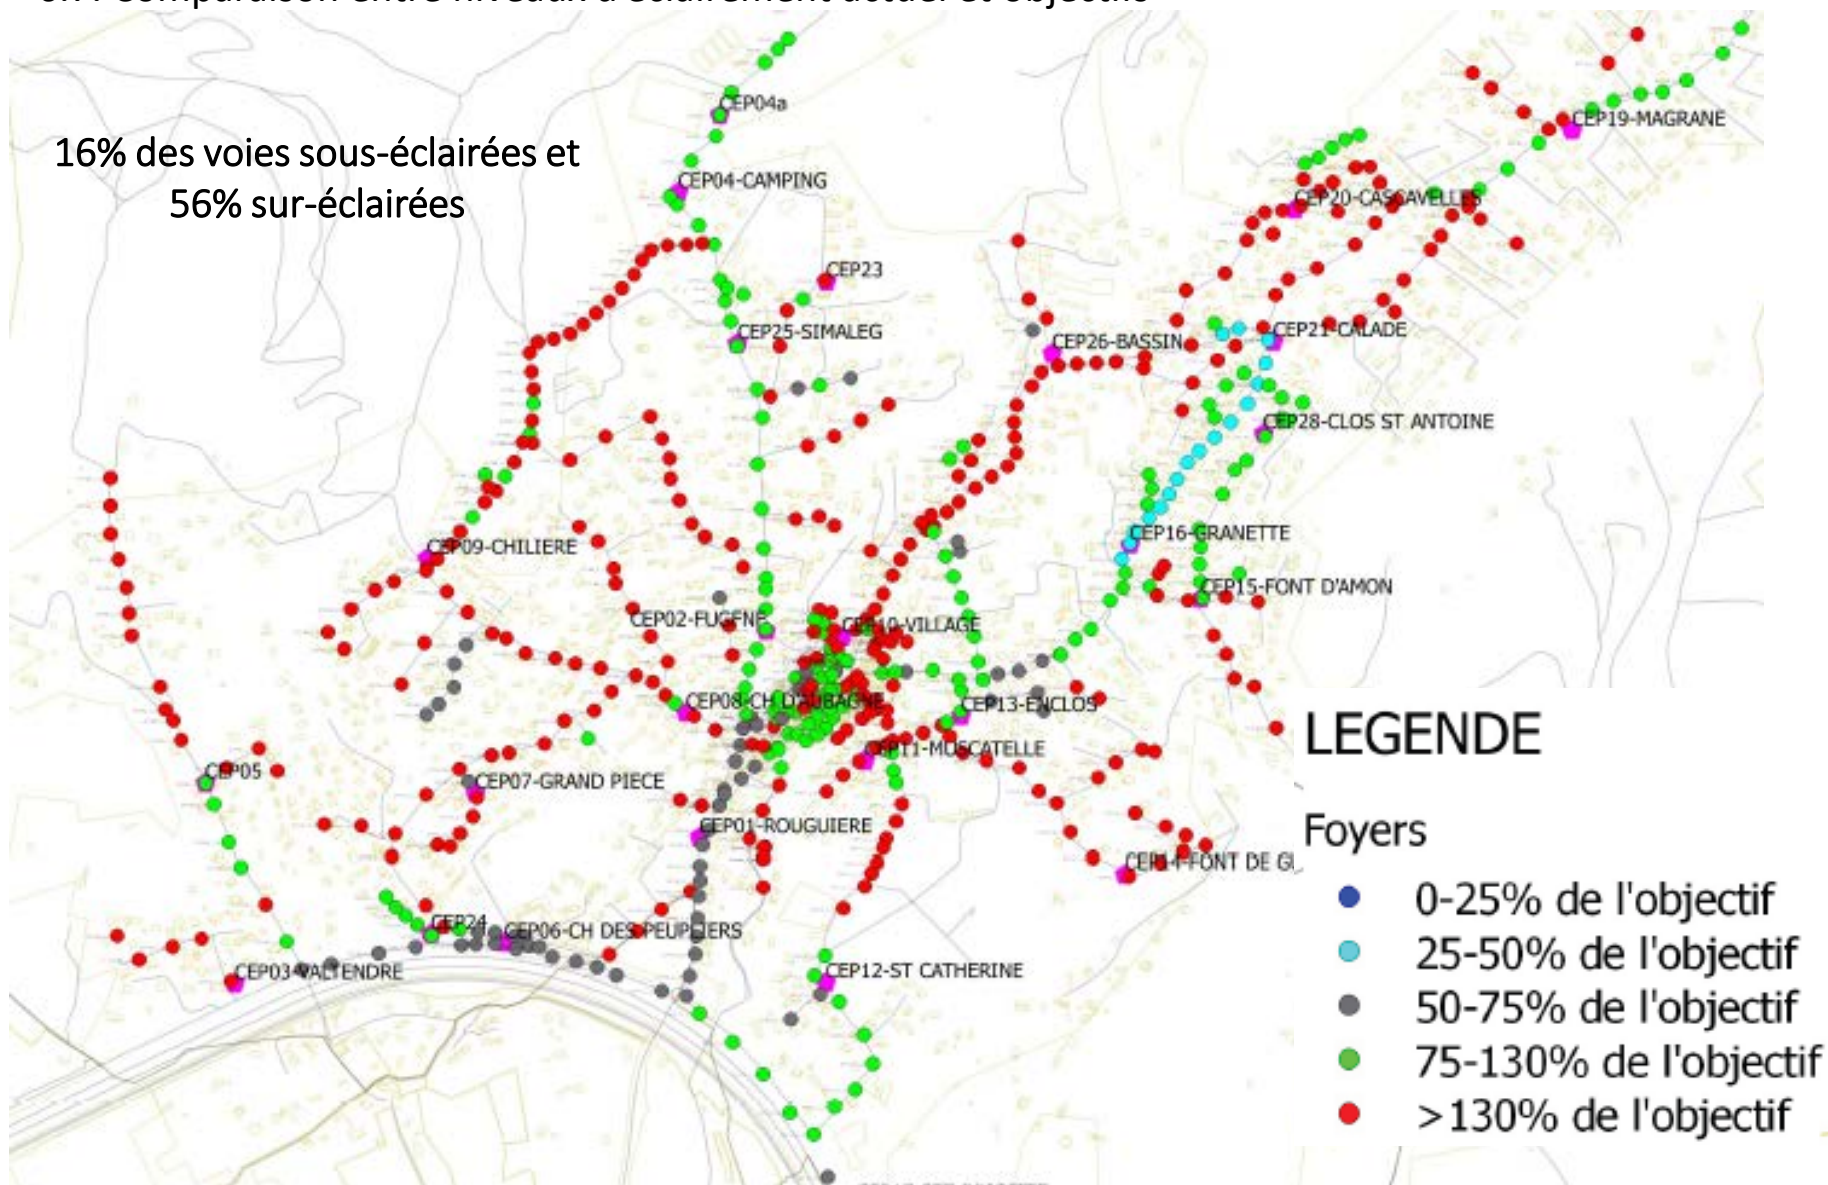 16% des voies sous-éclairées et
56% sur-éclairées
CEP04a
CEP19-MAGRANE
CEP04-CAMPING
CEP20-CASCAVELLES
CEP23
CEP25-SIMALEG
CEP21-CALADE
CEP26-BASSIN
CEP28-CLOS ST ANTOINE
CEP16-GRANETTE
CEP09-CHILIERE
CEP15-FONT D'AMON
CEP02-EUGENE
CEP10-VILLAGE
CEP08-CH D'AUBAGNE
CEP13-ENCLOS
CEP11-MUSCATELLE
CEP05
CEP07-GRAND PIECE
CEP01-ROUGUIERE
CEP14-FONT DE
CEP24
CEP06-CH DES PEUPLIERS
CEP03-VALTENDRE
CEP12-ST CATHERINE
LEGENDE
Foyers
0-25% de l'objectif
25-50% de l'objectif
50-75% de l'objectif
75-130% de l'objectif
>130% de l'objectif